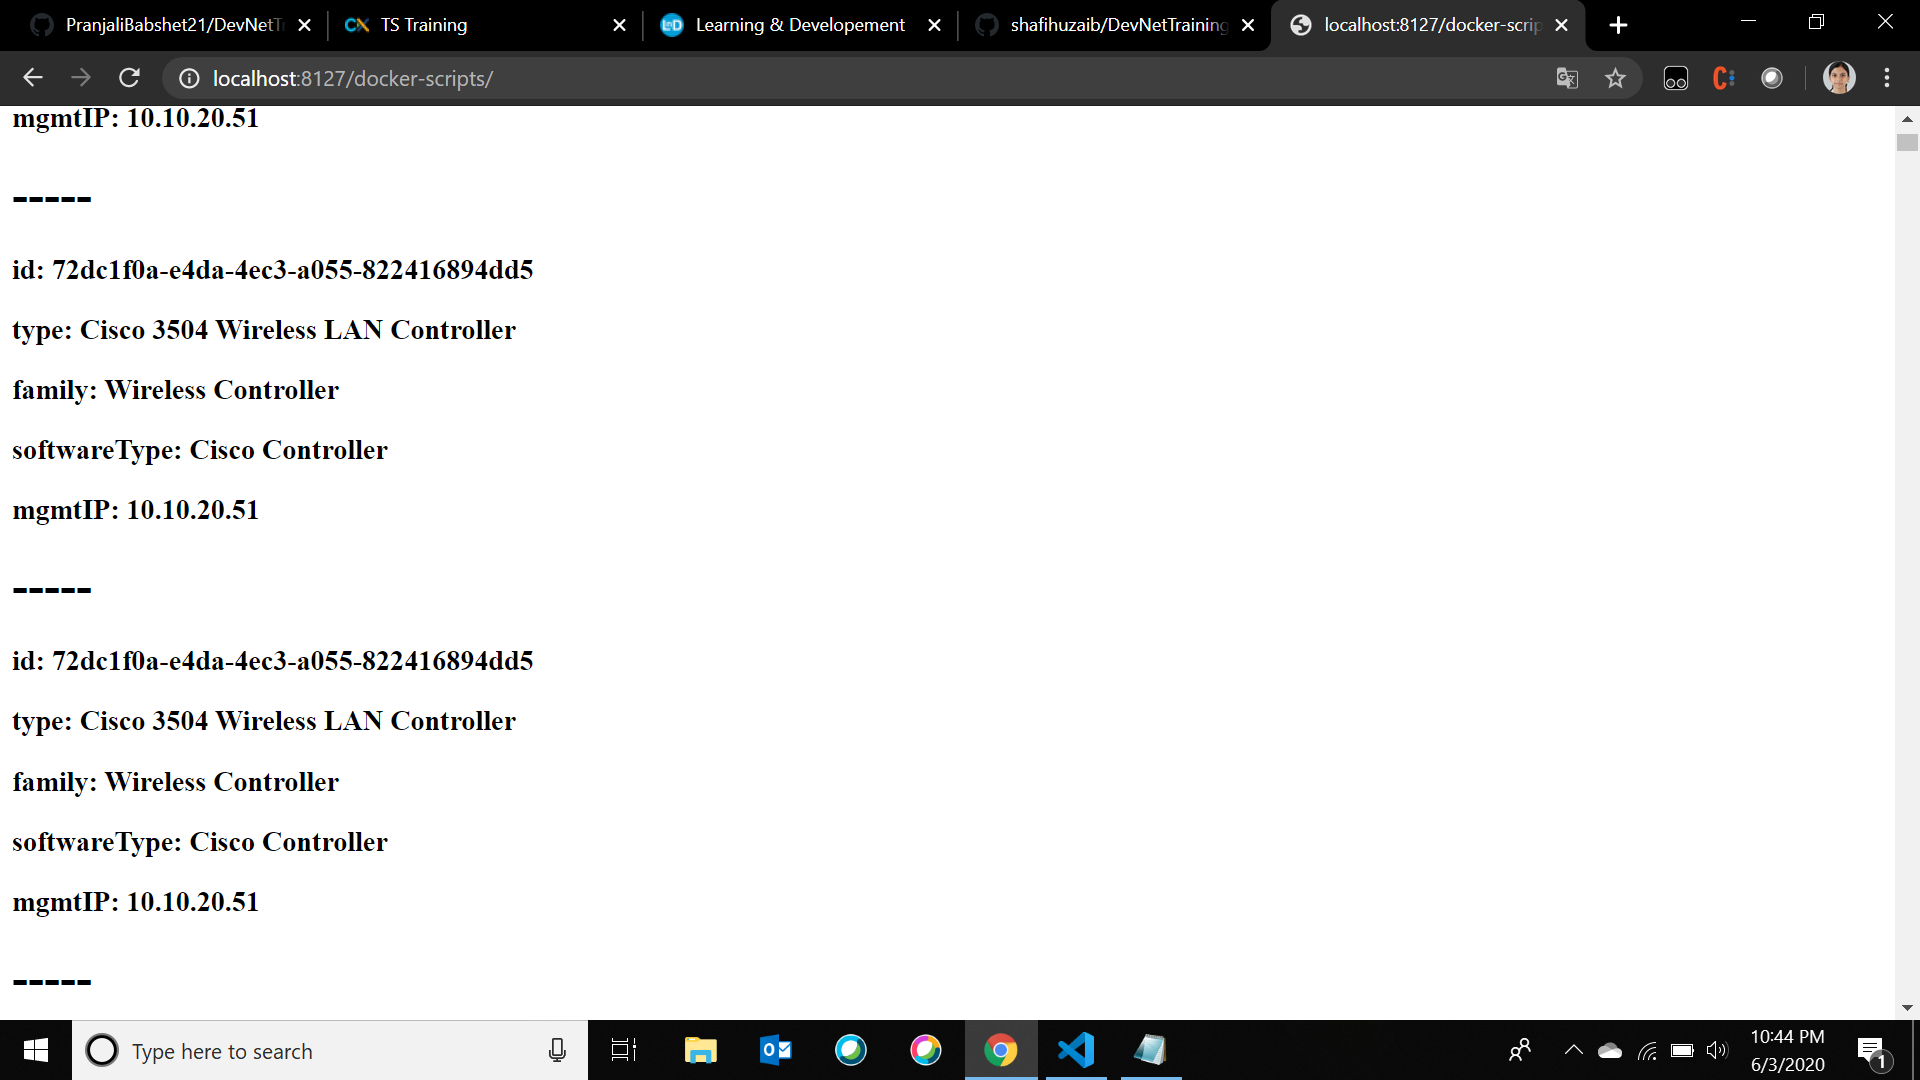 PranjaliBabshet21/DevNetTr
TS Training
Learning & Developement
shafihuzaib/DevNetTraining
localhost:8127/docker-scrip
localhost:8127/docker-scripts/
mgmtIP: 10.10.20.51
-----
id: 72dc1f0a-e4da-4ec3-a055-822416894dd5
type: Cisco 3504 Wireless LAN Controller
family: Wireless Controller
softwareType: Cisco Controller
mgmtIP: 10.10.20.51
-----
id: 72dc1f0a-e4da-4ec3-a055-822416894dd5
type: Cisco 3504 Wireless LAN Controller
family: Wireless Controller
softwareType: Cisco Controller
mgmtIP: 10.10.20.51
-----
Type here to search
10:44 PM
6/3/2020
1